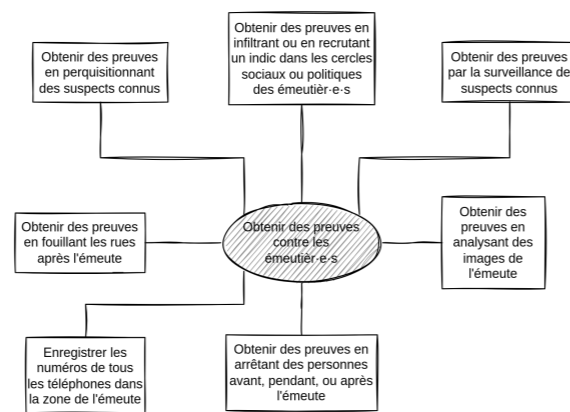 Obtenir des preuves
en perquisitionnant
des suspects connus
Obtenir des preuves en
infiltrant ou en recrutant
un indic dans les cercles
sociaux ou politiques
des émeutièr·e·s
Obtenir des preuves
par la surveillance de
suspects connus
Obtenir des preuves
en fouillant les rues
après l'émeute
Obtenir des preuves
contre les
émeutièr·e·s
Obtenir des
preuves en
analysant des
images de
l'émeute
Enregistrer les
numéros de tous
les téléphones dans
la zone de l'émeute
Obtenir des preuves en
arrêtant des personnes
avant, pendant, ou après
l'émeute